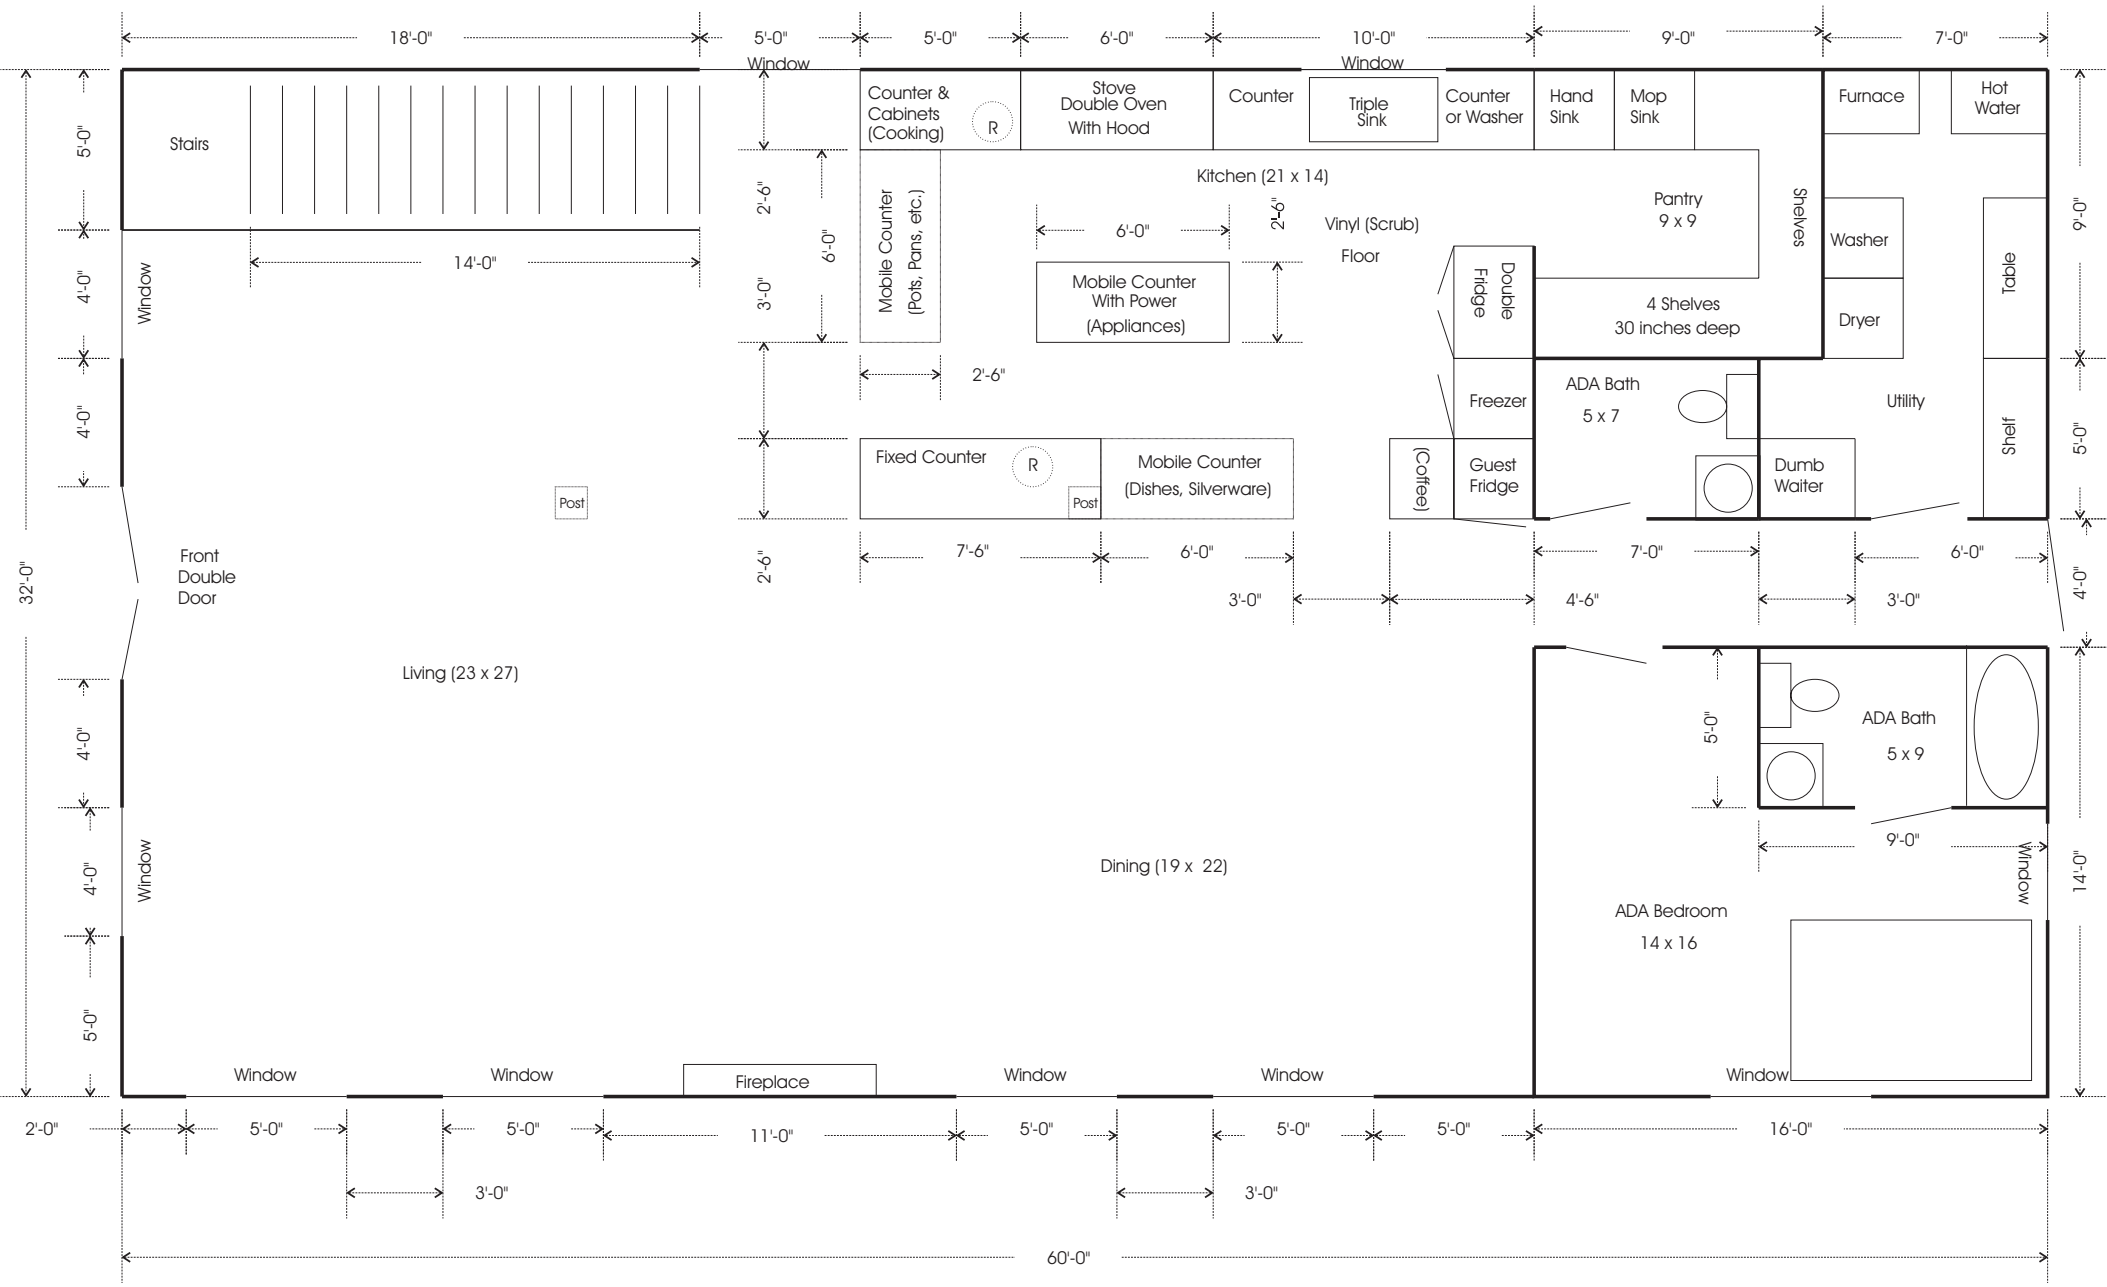 18'-0"
5'-0"
5'-0"
6'-0"
10'-0"
9'-0"
7'-0"
Window
Window
Stairs
5'-0"
Counter &
Cabinets
(Cooking)
R
Stove
Double Oven
With Hood
Counter
Triple
Sink
Counter
or Washer
Hand
Sink
Mop
Sink
Furnace
Hot
Water
Kitchen (21 x 14)
2'-6"
6'-0"
Mobile Counter
(Pots, Pans, etc.)
6'-0"
2'-6"
Vinyl (Scrub)
Floor
Pantry
9 x 9
Shelves
Washer
Table
9'-0"
14'-0"
4'-0"
Window
3'-0"
Mobile Counter
With Power
(Appliances)
Double
Fridge
4 Shelves
30 inches deep
Dryer
2'-6"
4'-0"
Freezer
ADA Bath
5 x 7
Utility
Shelf
5'-0"
Fixed Counter
R
Post
Post
Mobile Counter
(Dishes, Silverware)
(Coffee)
Guest
Fridge
Dumb
Waiter
32'-0"
Front
Double
Door
2'-6"
7'-6"
6'-0"
7'-0"
6'-0"
3'-0"
4'-6"
3'-0"
4'-0"
Living (23 x 27)
4'-0"
5'-0"
ADA Bath
5 x 9
9'-0"
4'-0"
Window
Dining (19 x  22)
Window
14'-0"
ADA Bedroom
14 x 16
5'-0"
Window
Window
Fireplace
Window
Window
Window
2'-0"
5'-0"
5'-0"
11'-0"
5'-0"
5'-0"
5'-0"
16'-0"
3'-0"
3'-0"
60'-0"